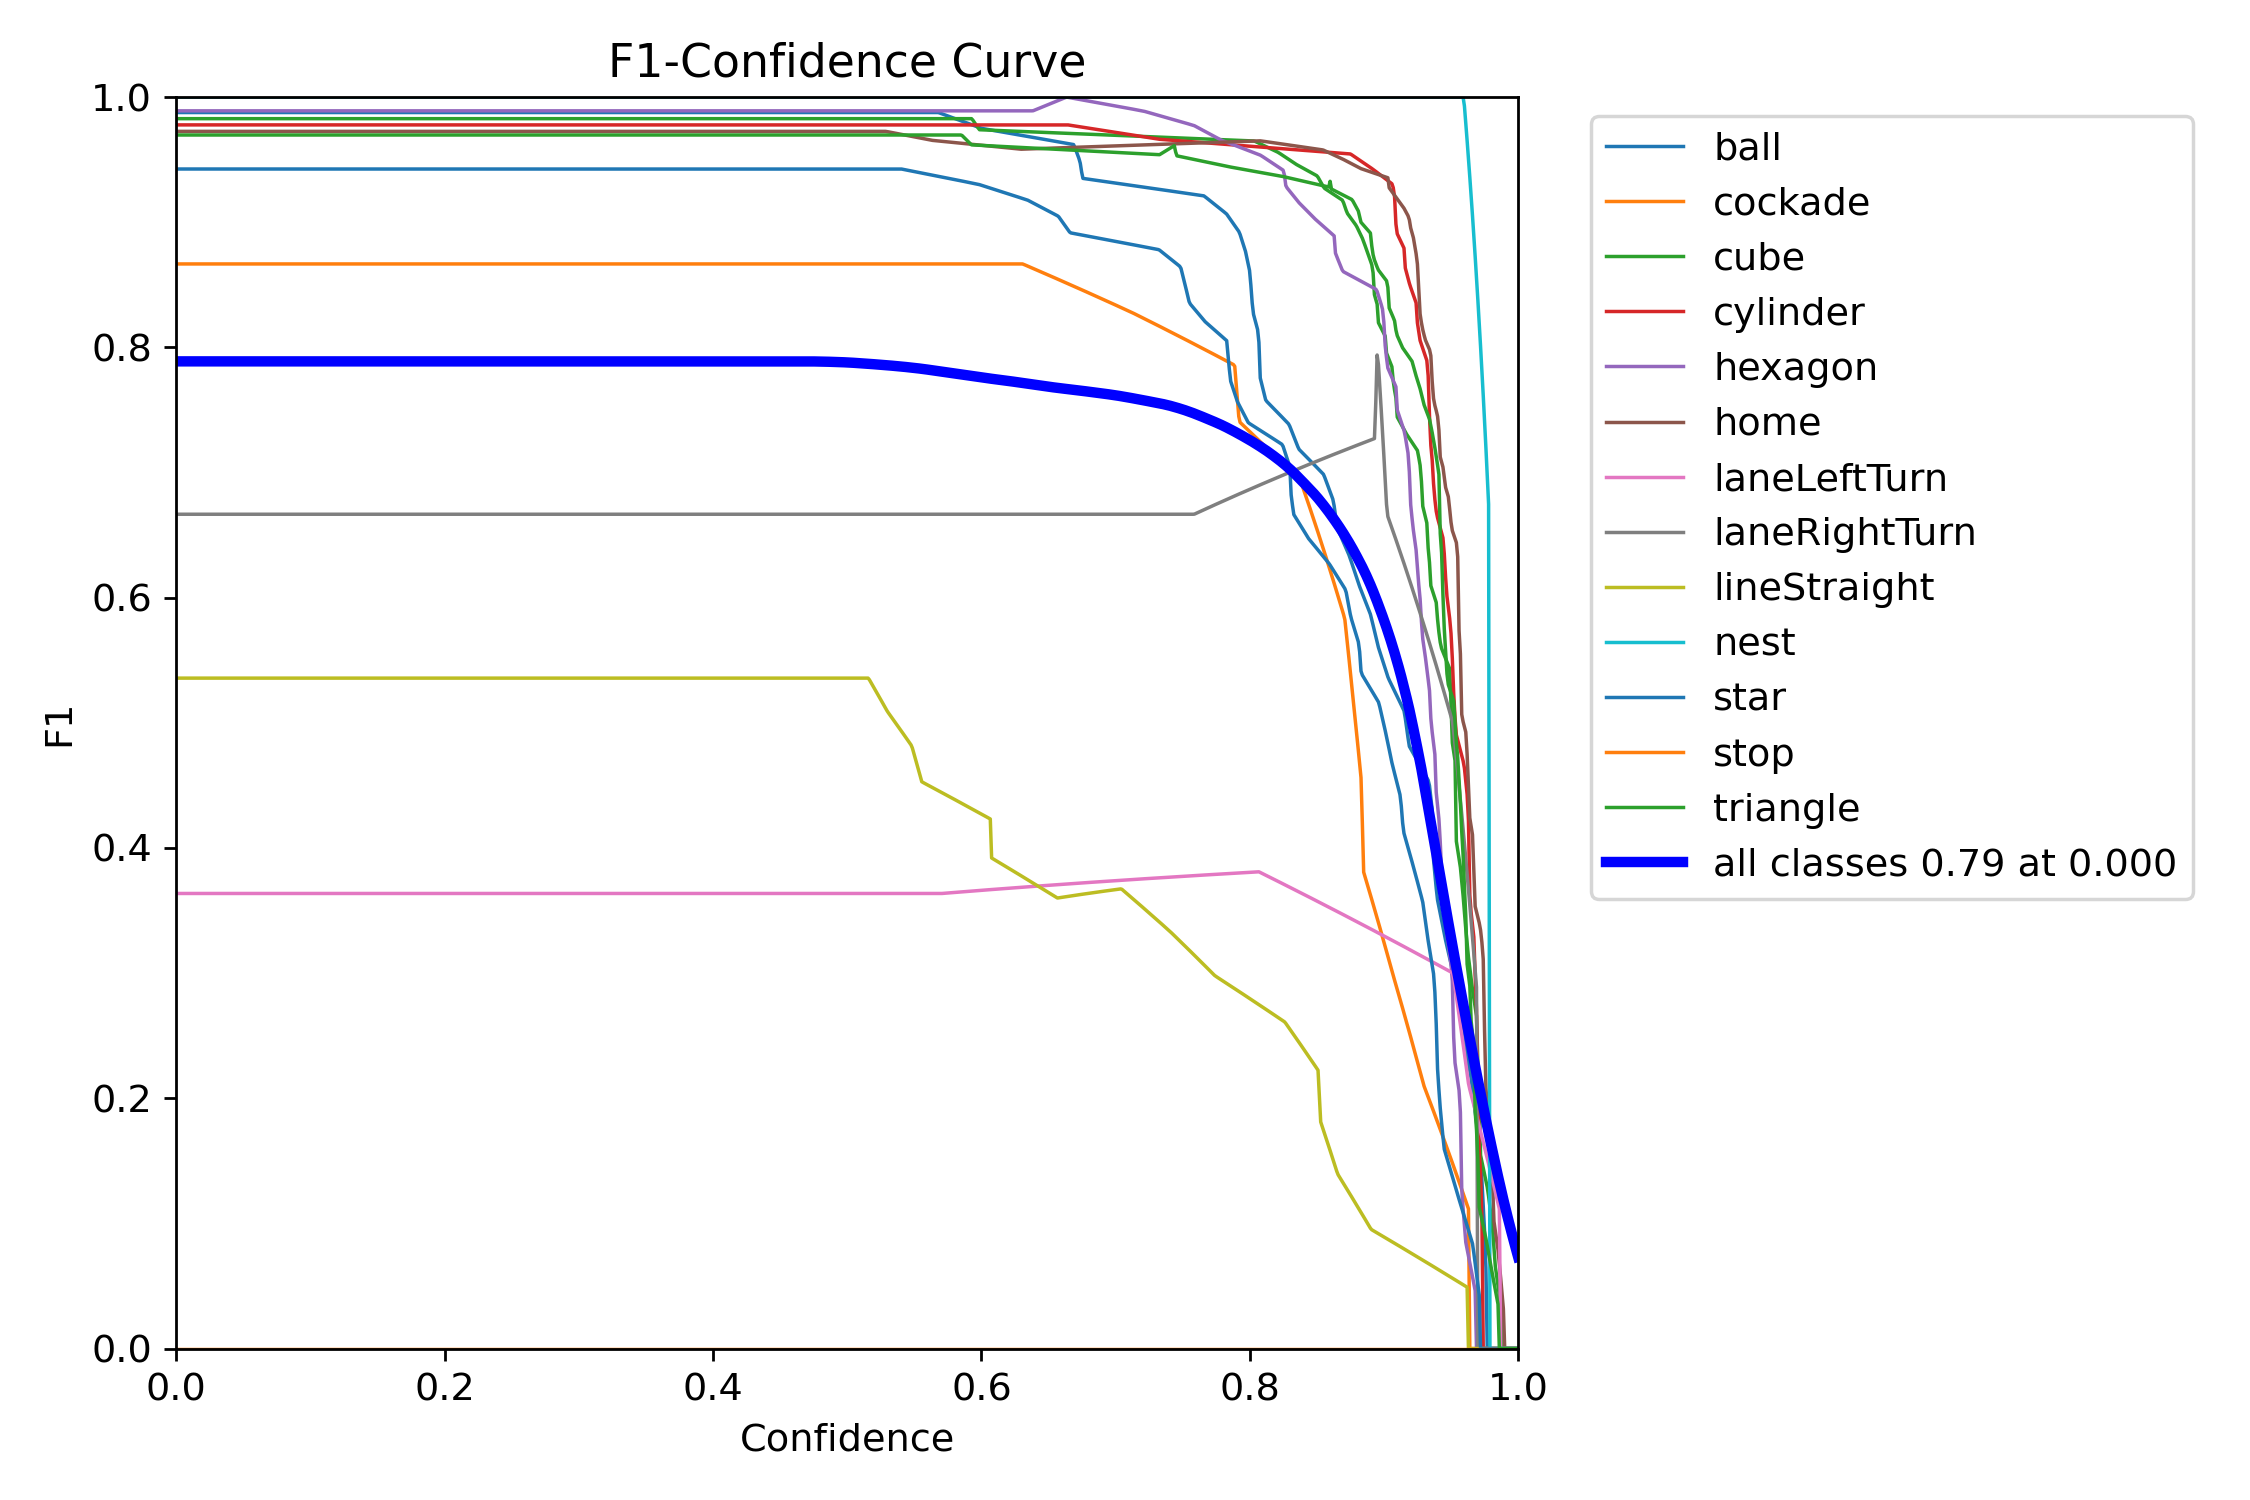 F1-Confidence Curve
1.0
0.8
0.6
0.4
0.2
0.0
F1
0.0 0.2 0.4 0.6 0.8 1.0
Confidence
ball
cockade
cube
cylinder
hexagon
home
laneLeftTurn
laneRightTurn
lineStraight
nest
star
stop
triangle
all classes 0.79 at 0.000